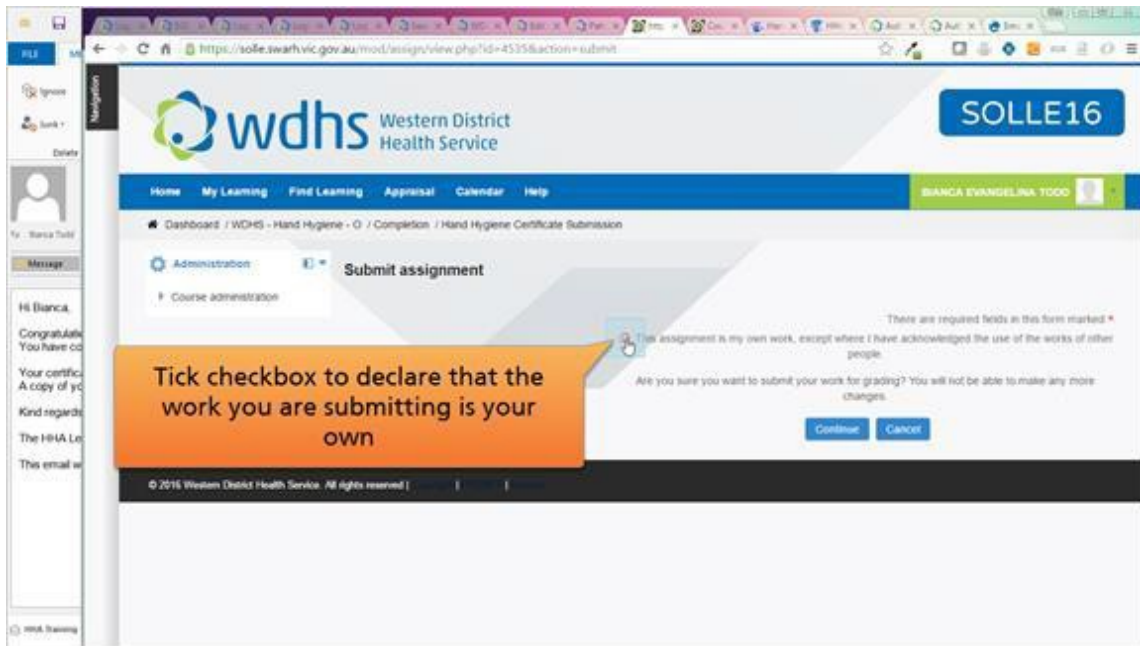 FILE
https://solle.swarh.vic.gov.au/mod/assign/view.php?id=4535&action=submit
Ignore
Junk
Delete
Navigation
wdhs Western District
Health Service
SOLLE16
Home My Learning Find Learning Appraisal Calendar Help
BIANCA EVANGELINA TODD
Dashboard / WDHS - Hand Hygiene - O / Completion / Hand Hygiene Certificate Submission
Message
Administration
Course administration
Submit assignment
Hi Bianca,
You have co
A copy of yo
Kind regards
The HHA Le
This email w
There are required fields in this form marked *
This assignment is my own work, except where I have acknowledged the use of the works of other
people.
Are you sure you want to submit your work for grading? You will not be able to make any more
changes.
Continue Cancel
Tick checkbox to declare that the
work you are submitting is your
own
© 2016 Western District Health Service. All rights reserved |
HHA Training